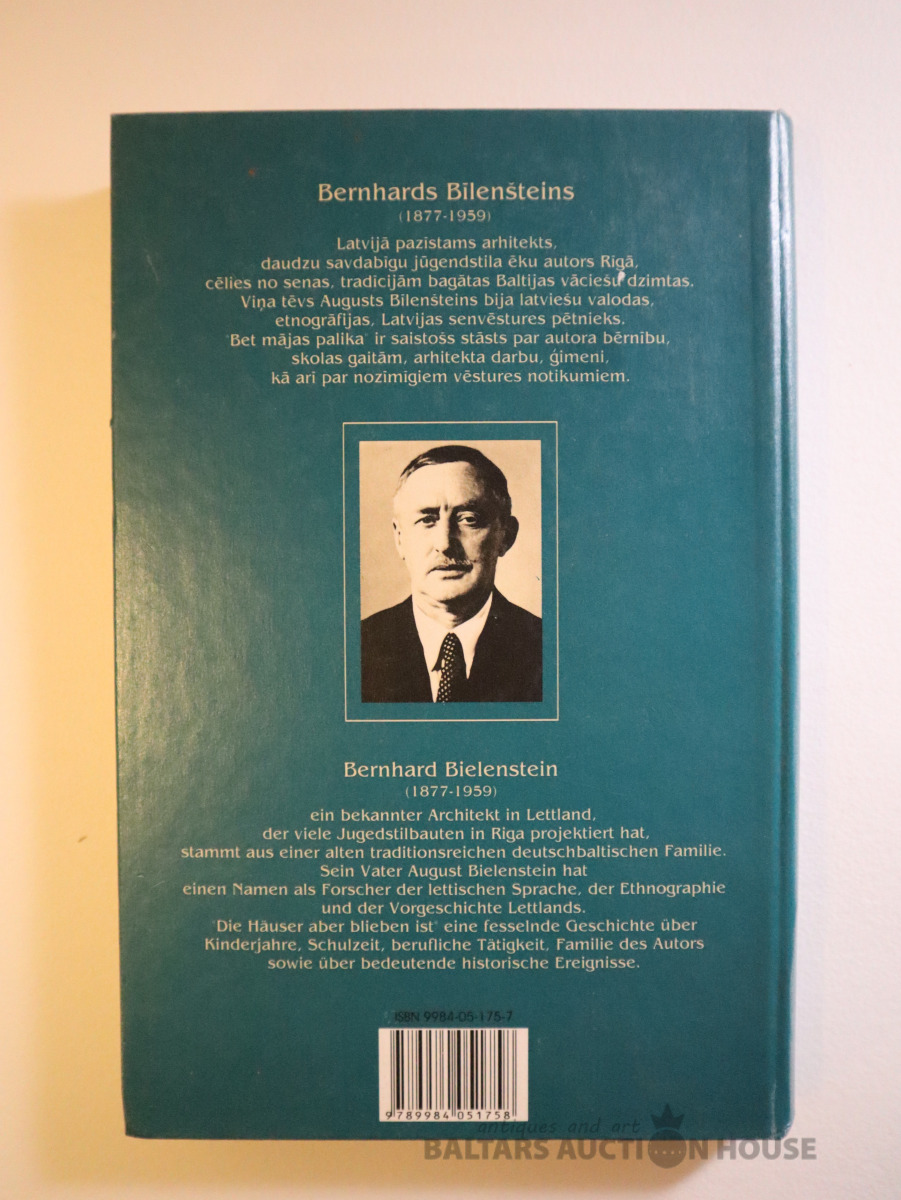 Bernhards Bīlenšteins
(1877-1959)
Latvijā pazīstams arhitekts,
daudzu savdabīgu jūgendstila ēku autors Rīgā,
cēlies no senas, tradīcijām bagātas Baltijas vāciešu dzimtas.
Viņa tēvs Augusts Bīlenšteins bija latviešu valodas,
etnogrāfijas, Latvijas senvēstures pētnieks.
"Bet mājas palika" ir saistošs stāsts par autora bērnību,
skolas gaitām, arhitekta darbu, ģimeni,
kā arī par nozīmīgiem vēstures notikumiem.
Bernhard Bielenstein
(1877-1959)
ein bekannter Architekt in Lettland,
der viele Jugedstilbauten in Riga projektiert hat,
stammt aus einer alten traditionsreichen deutschbaltischen Familie.
Sein Vater August Bielenstein hat
einen Namen als Forscher der lettischen Sprache, der Ethnographie
und der Vorgeschichte Lettlands.
"Die Häuser aber blieben ist" eine fesselnde Geschichte über
Kinderjahre, Schulzeit, berufliche Tätigkeit, Familie des Autors
sowie über bedeutende historische Ereignisse.
ISBN 9984-05-175-7
9 789984 051758
antiques and art
BALTARS AUCTION HOUSE